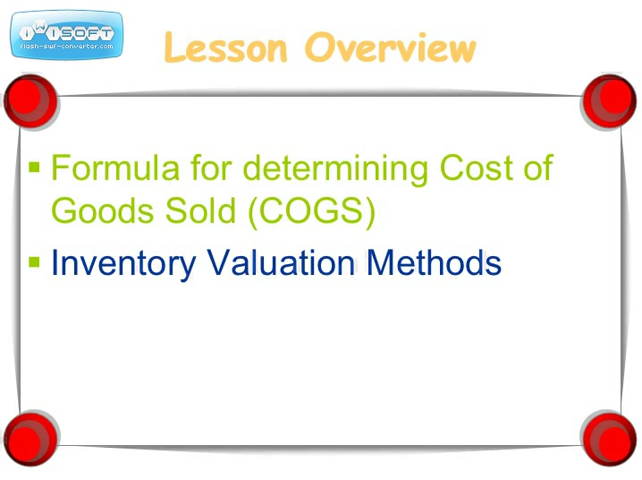 iWiSOFT
flash-swf-converter.com
Lesson Overview
Formula for determining Cost of
Goods Sold (COGS)
Inventory Valuation Methods